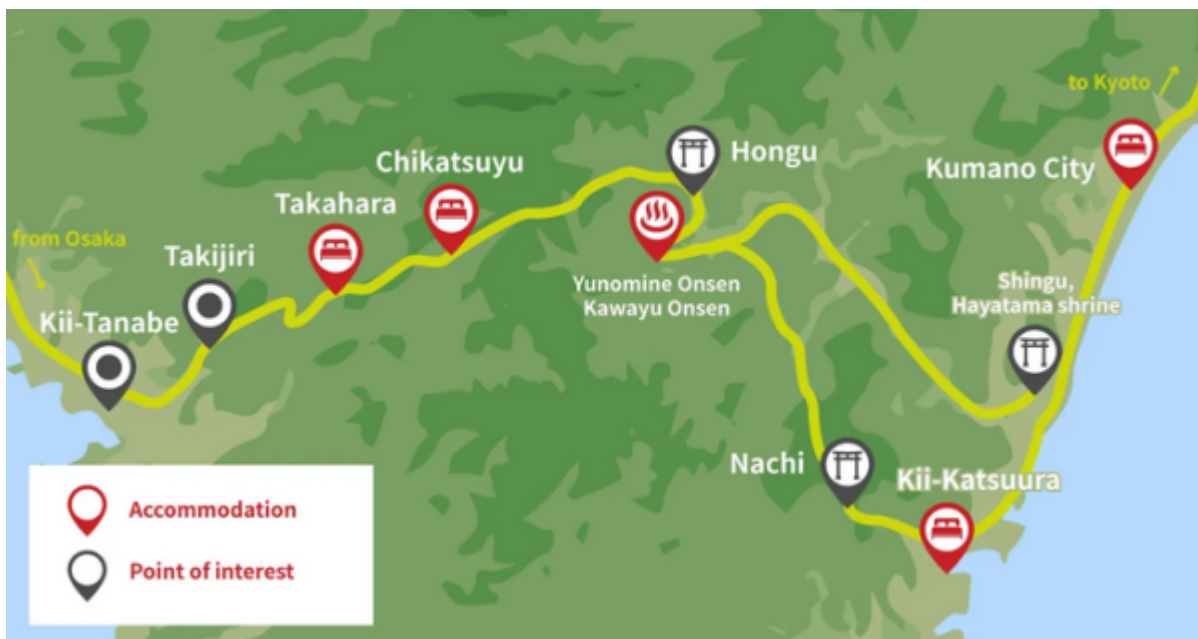 to Kyoto
Hongu
Kumano City
Chikatsuyu
Takahara
from Osaka
Takijiri
Yunomine Onsen
Kawayu Onsen
Shingu,
Hayatama shrine
Kii-Tanabe
Nachi
Kii-Katsuura
Accommodation
Point of interest